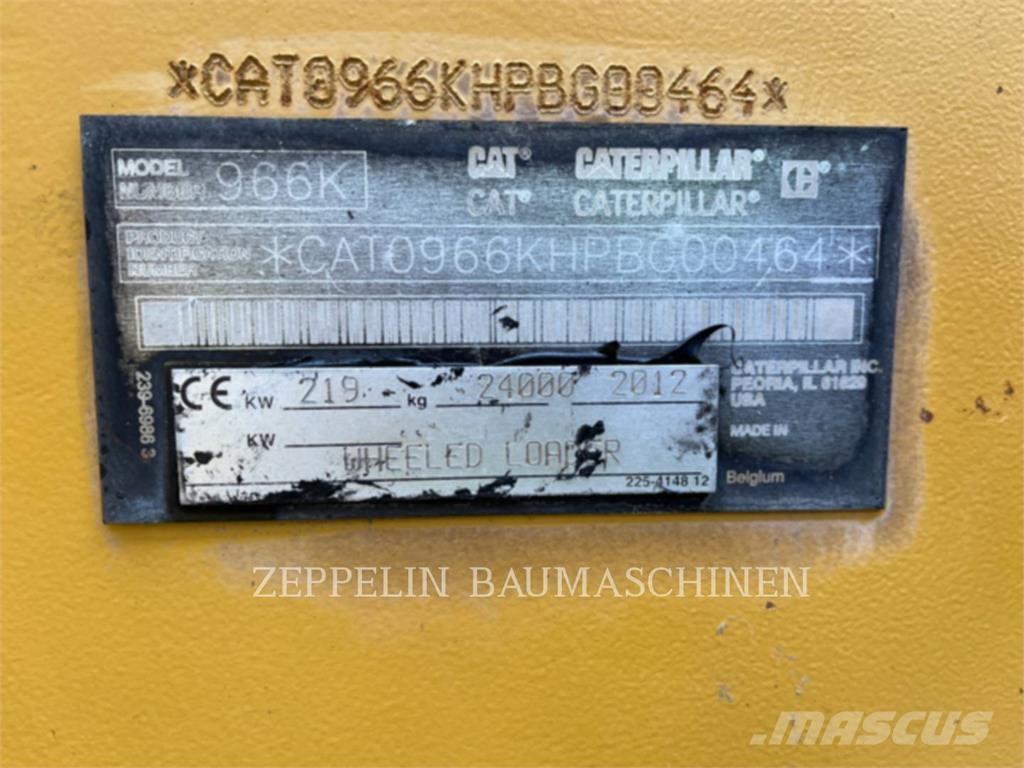 *CAT0966KHPBG00464*
MODEL NUMBER 966K
CAT® CATERPILLAR®
CAT® CATERPILLAR®
PRODUCT IDENTIFICATION NUMBER *CAT0966KHPBG00464*
CATERPILLAR INC.
PEORIA, IL 61629
USA
MADE IN
Belgium
239-6986 3
CE KW 219 kg 24000 2012
KW
WHEELED LOADER
225-4148 12
ZEPPELIN BAUMASCHINEN
MASCUS